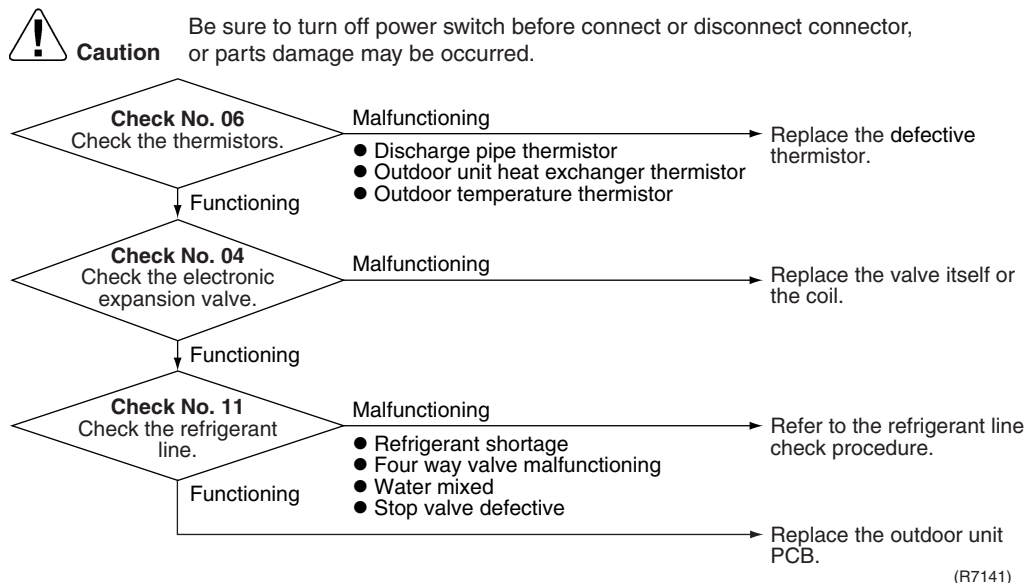 Be sure to turn off power switch before connect or disconnect connector,
Caution or parts damage may be occurred.
Check No. 06
Check the thermistors.
Malfunctioning
● Discharge pipe thermistor
● Outdoor unit heat exchanger thermistor
● Outdoor temperature thermistor
Replace the defective
thermistor.
Functioning
Check No. 04
Check the electronic
expansion valve.
Malfunctioning
Replace the valve itself or
the coil.
Functioning
Check No. 11
Check the refrigerant
line.
Malfunctioning
● Refrigerant shortage
● Four way valve malfunctioning
● Water mixed
● Stop valve defective
Refer to the refrigerant line
check procedure.
Functioning
Replace the outdoor unit
PCB.
(R7141)